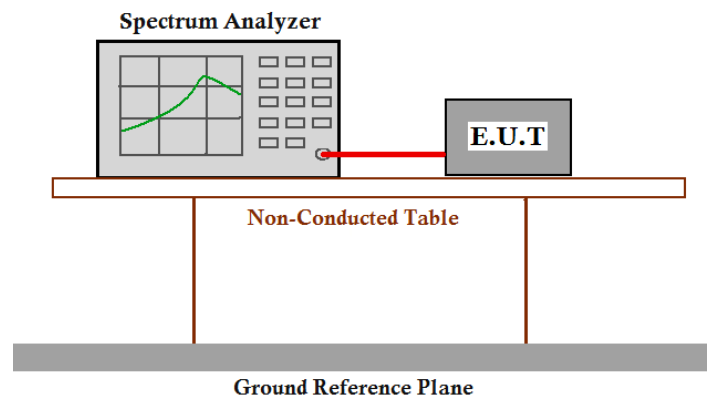 Spectrum Analyzer
E.U.T
Non-Conducted Table
Ground Reference Plane